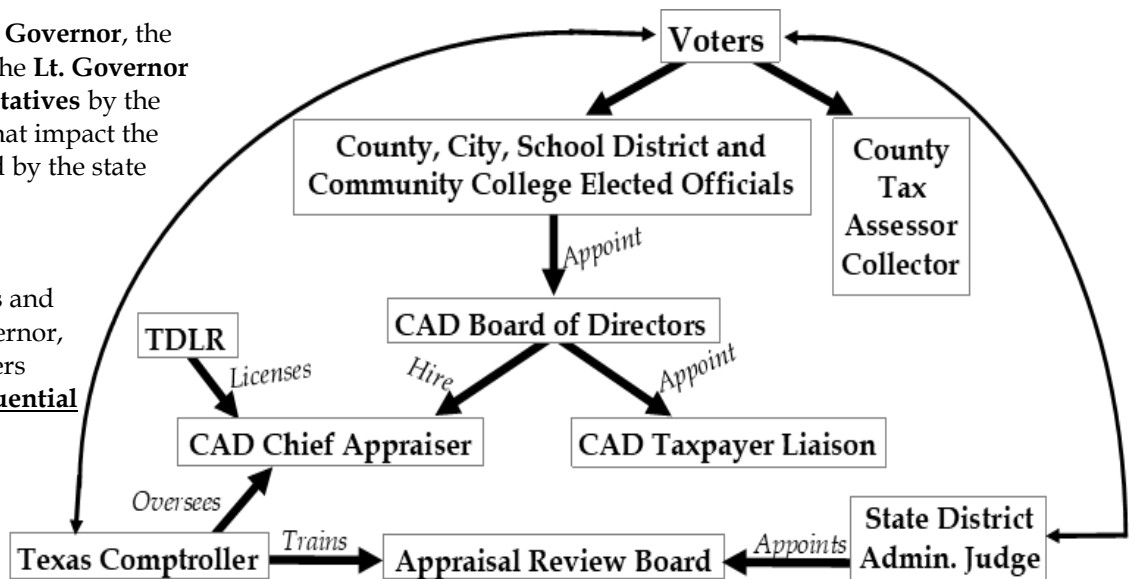 Governor, the
he Lt. Governor
tatives by the
hat impact the
d by the state
s and
ernor,
ers
uential
Voters
County, City, School District and
Community College Elected Officials
County
Tax
Assessor
Collector
Appoint
CAD Board of Directors
TDLR
Licenses
Hire
Appoint
CAD Chief Appraiser
CAD Taxpayer Liaison
Oversees
Texas Comptroller
Trains
Appraisal Review Board
Appoints
State District
Admin. Judge